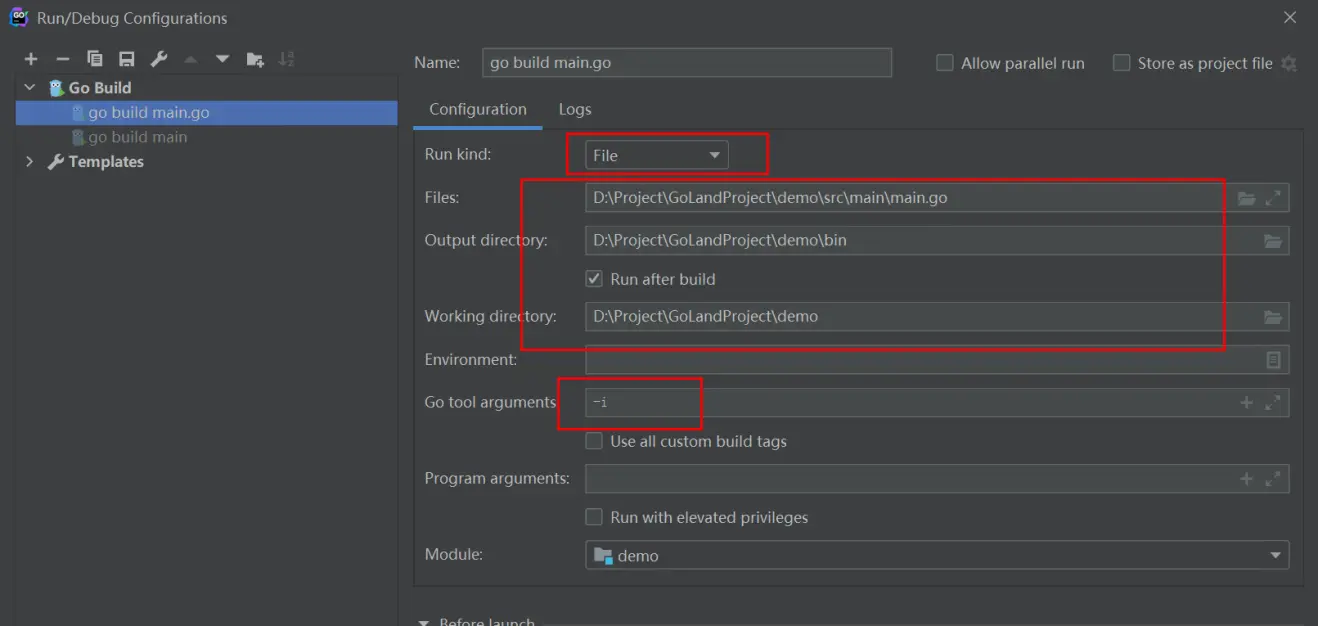 Run/Debug Configurations
Name: go build main.go Allow parallel run Store as project file
Go Build
go build main.go
go build main
Templates
Configuration Logs
Run kind: File
Files: D:\Project\GoLandProject\demo\src\main\main.go
Output directory: D:\Project\GoLandProject\demo\bin
Run after build
Working directory: D:\Project\GoLandProject\demo
Environment:
Go tool arguments -i
Use all custom build tags
Program arguments:
Run with elevated privileges
Module: demo
Before launch